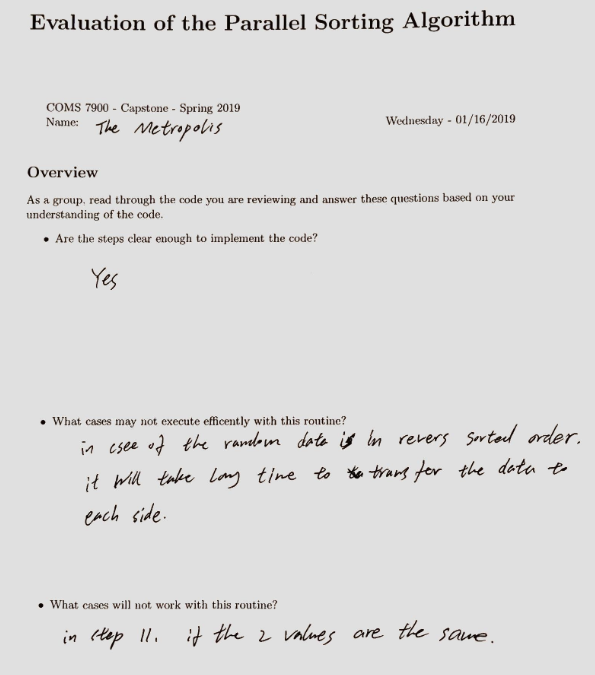 Evaluation of the Parallel Sorting Algorithm
COMS 7900 - Capstone - Spring 2019
Name: The Metropolis
Wednesday - 01/16/2019
Overview
As a group, read through the code you are reviewing and answer these questions based on your
understanding of the code.
• Are the steps clear enough to implement the code?
Yes
• What cases may not execute efficently with this routine?
in csee of the random data is in revers sorted order.
it will take long time to transfor the data to
each side.
• What cases will not work with this routine?
in step 11. if the 2 values are the same.